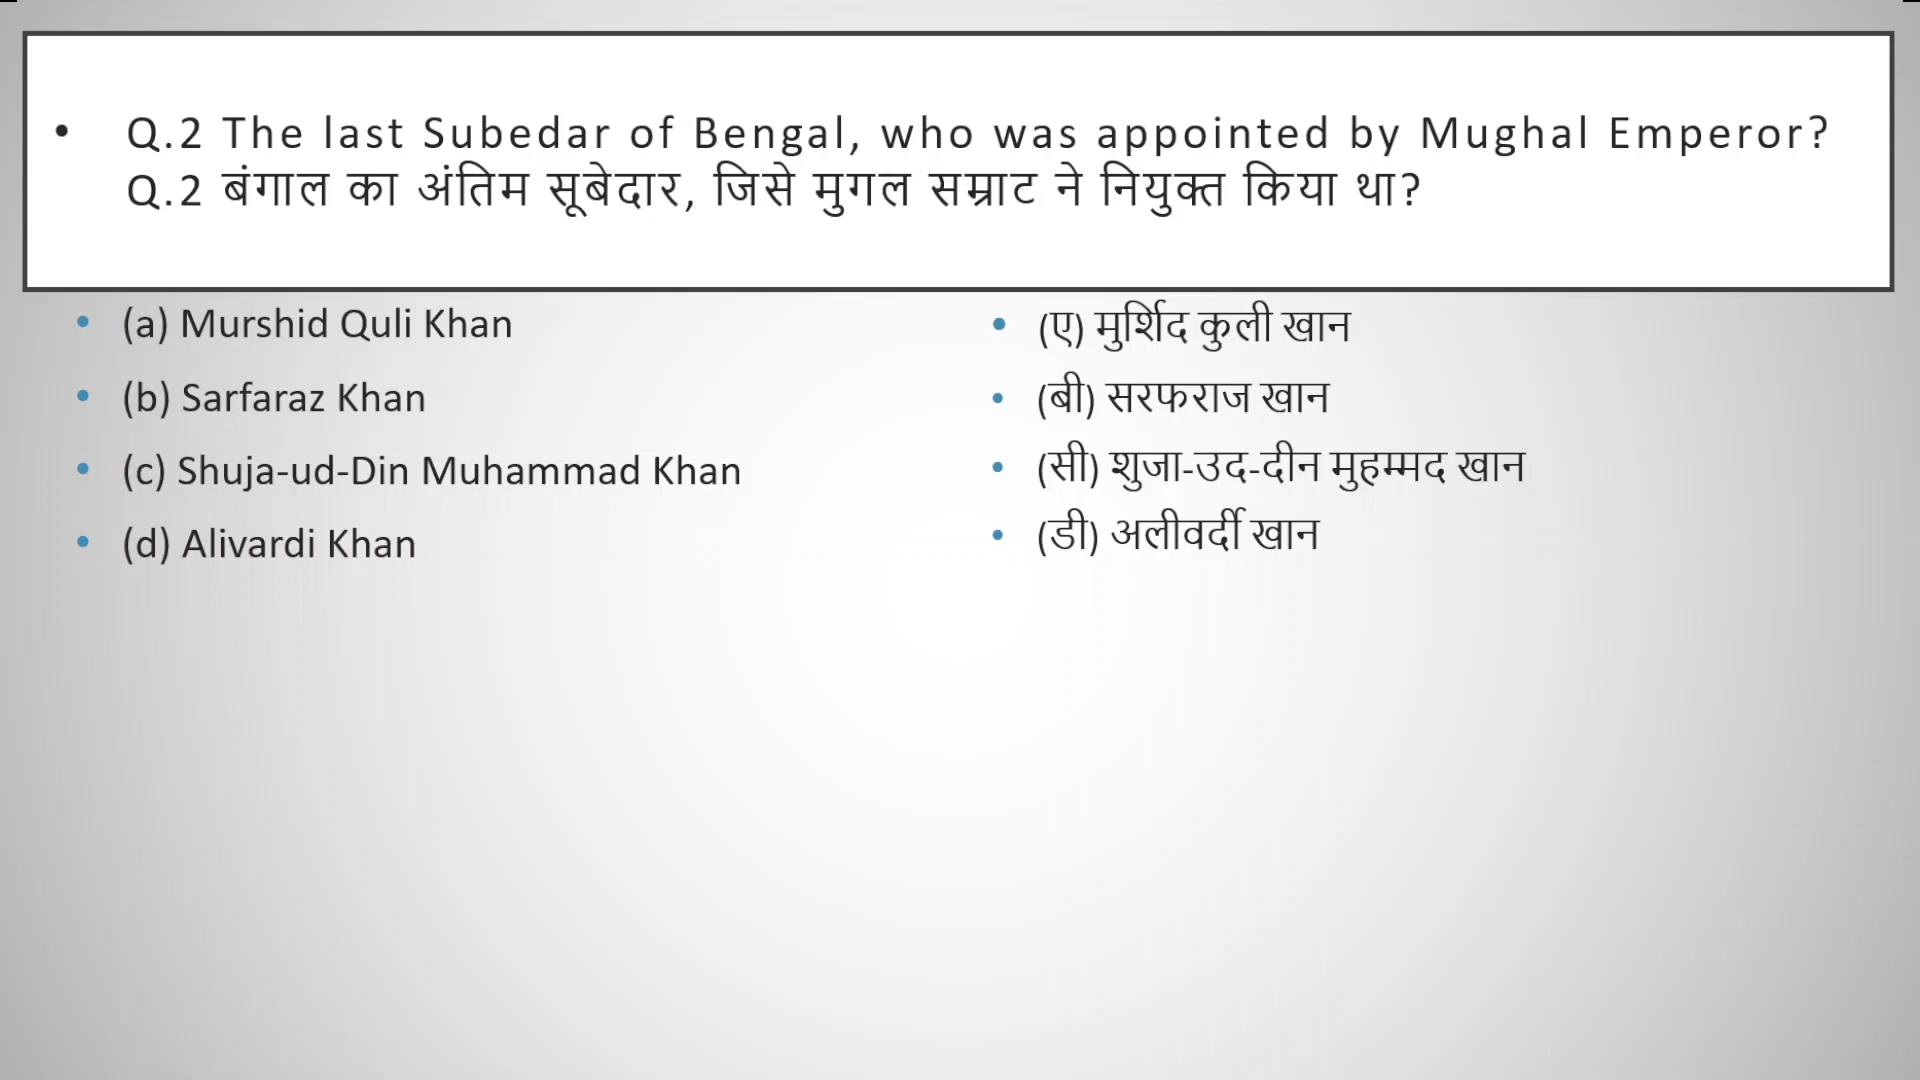 • Q.2 The last Subedar of Bengal, who was appointed by Mughal Emperor?
Q.2 बंगाल का अंतिम सूबेदार, जिसे मुगल सम्राट ने नियुक्त किया था?
• (a) Murshid Quli Khan
• (b) Sarfaraz Khan
• (c) Shuja-ud-Din Muhammad Khan
• (d) Alivardi Khan
• (ए) मुर्शिद कुली खान
• (बी) सरफराज खान
• (सी) शुजा-उद-दीन मुहम्मद खान
• (डी) अलीवर्दी खान